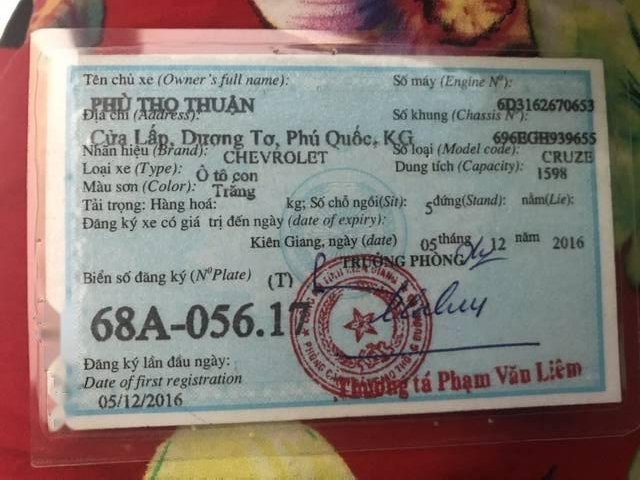 Tên chủ xe (Owner's full name): Số máy (Engine Nº):
PHÙ THỌ THUẬN 6D3162670653
Địa chỉ (Address): Số khung (Chassis Nº):
Cửa Lấp, Dương Tơ, Phú Quốc, KG 696EGH939655
Nhãn hiệu (Brand): CHEVROLET Số loại (Model code): CRUZE
Loại xe (Type): Ô tô con Dung tích (Capacity): 1598
Màu sơn (Color): Trắng
Tải trọng: Hàng hoá: kg; Số chỗ ngồi(Sit): 5 đứng(Stand): nằm(Lie):
Đăng ký xe có giá trị đến ngày (date of expiry):
Kiên Giang, ngày (date) 05 tháng 12 năm 2016
TRƯỞNG PHÒNG
Biển số đăng ký (NºPlate) (T)
68A-056.17
Đăng ký lần đầu ngày:
Date of first registration
05/12/2016
Thượng tá Phạm Văn Liêm